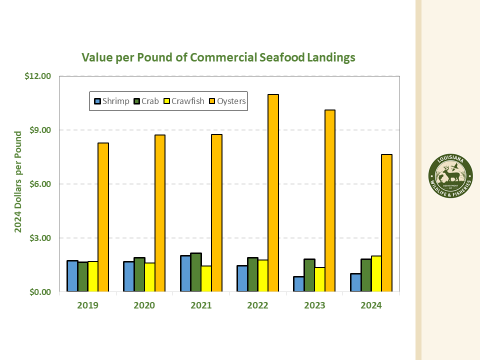 Value per Pound of Commercial Seafood Landings
$12.00
Shrimp Crab Crawfish Oysters
$9.00
$6.00
$3.00
$0.00
2024 Dollars per Pound
2019 2020 2021 2022 2023 2024
LOUISIANA
WILDLIFE & FISHERIES